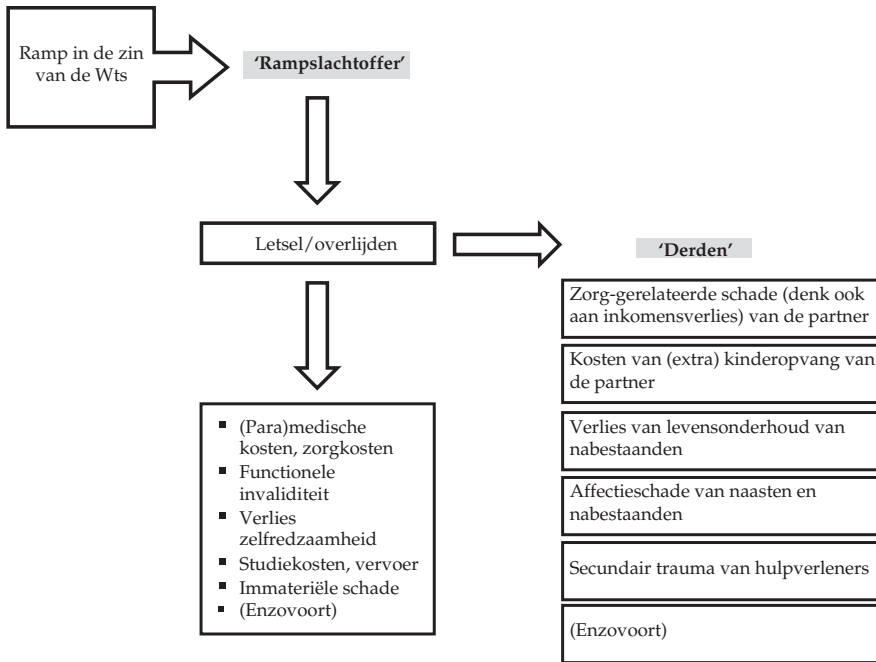 Ramp in de zin
van de Wts
‘Rampslachtoffer’
Letsel/overlijden
‘Derden’
Zorg-gerelateerde schade (denk ook
aan inkomensverlies) van de partner
Kosten van (extra) kinderopvang van
de partner
Verlies van levensonderhoud van
nabestaanden
Affectieschade van naasten en
nabestaanden
Secundair trauma van hulpverleners
(Enzovoort)
▪ (Para)medische
kosten, zorgkosten
▪ Functionele
invaliditeit
▪ Verlies
zelfredzaamheid
▪ Studiekosten, vervoer
▪ Immateriële schade
▪ (Enzovoort)